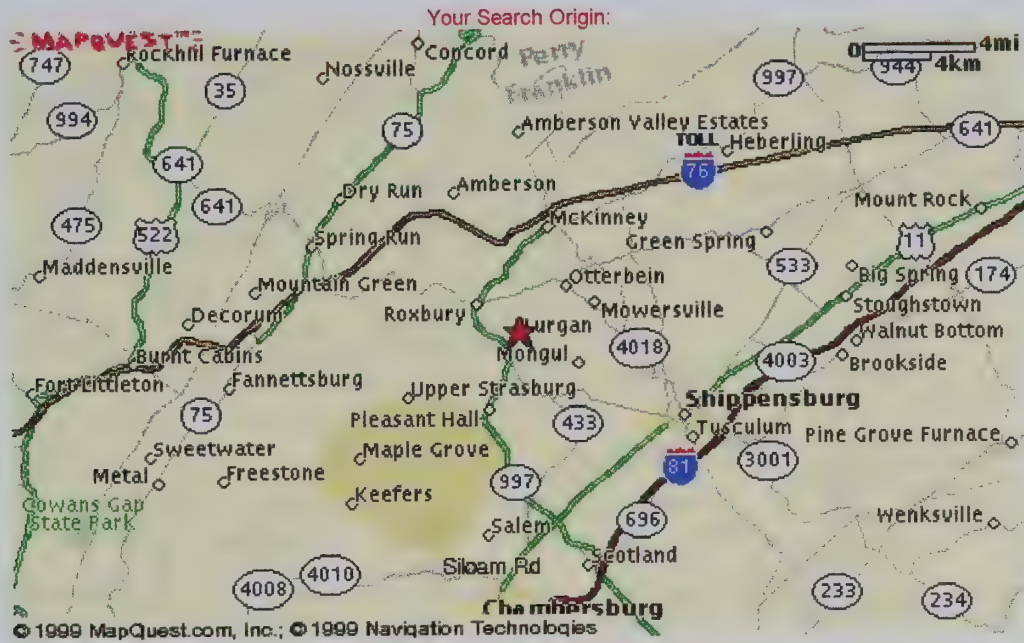 Your Search Origin:
MAPQUEST
TM
0 4mi
4km
747
Rockhill Furnace
Concord
Perry
Franklin
Nossville
35
997
944
994
75
Amberson Valley Estates
641
TOLL
Heberling
76
641
Dry Run
Amberson
641
Mount Rock
475
McKinney
522
Spring Run
Green Spring
11
Maddensville
533
Big Spring
174
Mountain Green
Otterbein
Stoughstown
Roxbury
Mowersville
Decorum
Lurgan
Walnut Bottom
Burnt Cabins
Mongul
4018
4003
Brookside
Fort Littleton
Fannettsburg
Upper Strasburg
Shippensburg
75
Pleasant Hall
433
Tusculum
Pine Grove Furnace
Sweetwater
Maple Grove
3001
Metal
Freestone
81
997
Keefers
Cowans Gap
State Park
696
Wenksville
Salem
Scotland
Siloam Rd
4008
4010
233
234
Chambersburg
© 1999 MapQuest.com, Inc.; © 1999 Navigation Technologies